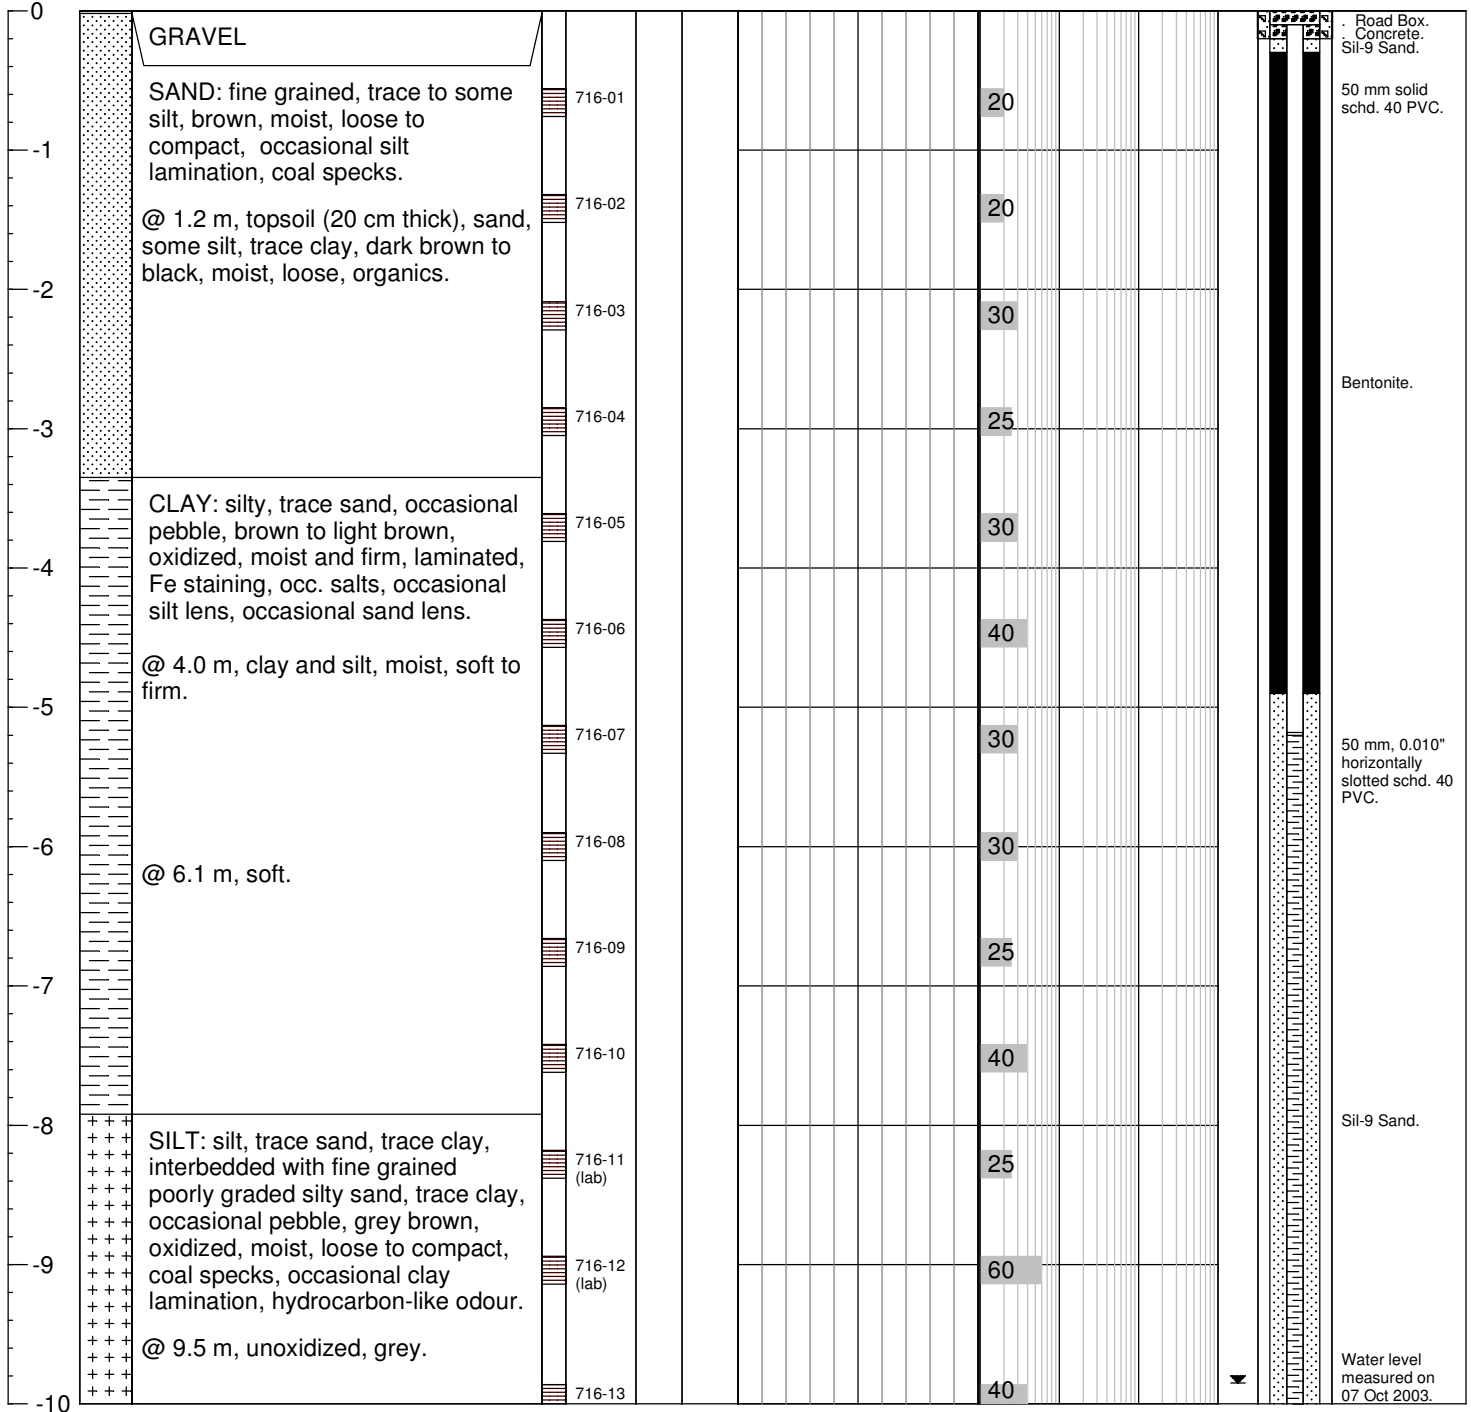 0
-1
-2
-3
-4
-5
-6
-7
-8
-9
-10
GRAVEL
SAND: fine grained, trace to some
silt, brown, moist, loose to
compact, occasional silt
lamination, coal specks.
@ 1.2 m, topsoil (20 cm thick), sand,
some silt, trace clay, dark brown to
black, moist, loose, organics.
CLAY: silty, trace sand, occasional
pebble, brown to light brown,
oxidized, moist and firm, laminated,
Fe staining, occ. salts, occasional
silt lens, occasional sand lens.
@ 4.0 m, clay and silt, moist, soft to
firm.
@ 6.1 m, soft.
SILT: silt, trace sand, trace clay,
interbedded with fine grained
poorly graded silty sand, trace clay,
occasional pebble, grey brown,
oxidized, moist, loose to compact,
coal specks, occasional clay
lamination, hydrocarbon-like odour.
@ 9.5 m, unoxidized, grey.
716-01
716-02
716-03
716-04
716-05
716-06
716-07
716-08
716-09
716-10
716-11
(lab)
716-12
(lab)
716-13
20
20
30
25
30
40
30
30
25
40
25
60
40
. Road Box.
. Concrete.
Sil-9 Sand.
50 mm solid
schd. 40 PVC.
Bentonite.
50 mm, 0.010"
horizontally
slotted schd. 40
PVC.
Sil-9 Sand.
Water level
measured on
07 Oct 2003.